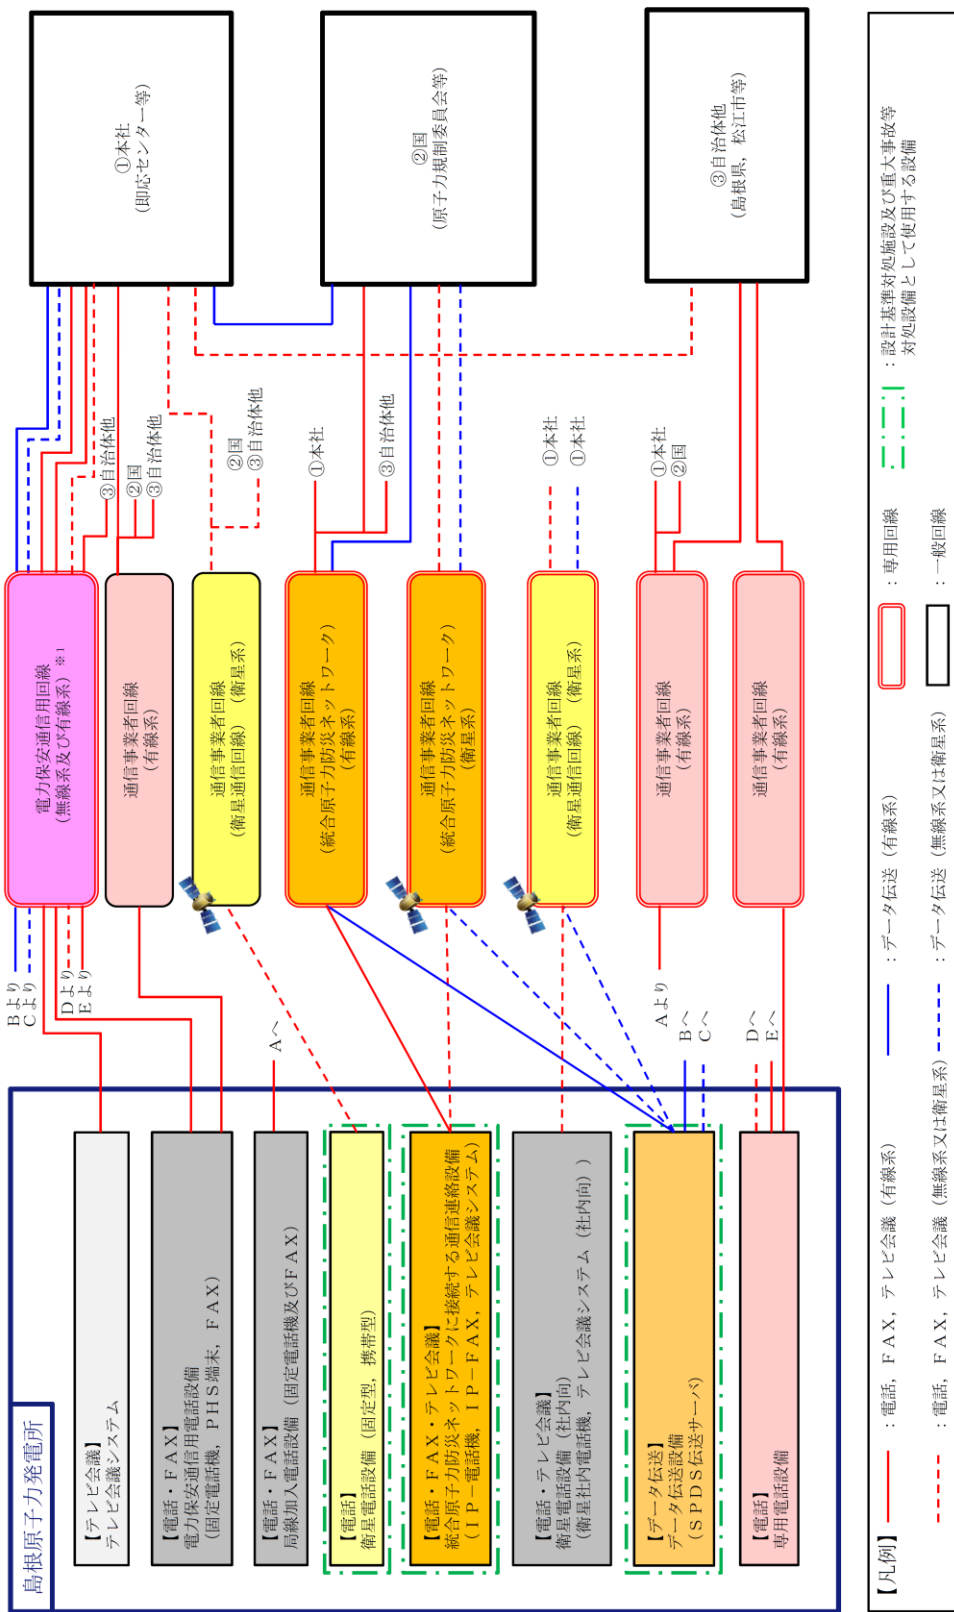 島根原子力発電所
【テレビ会議】
テレビ会議システム
【電話・FAX】
電力保安通信用電話設備
(固定電話機, PHS端末, FAX)
【電話・FAX】
局線加入電話設備 (固定電話機及びFAX)
【電話】
衛星電話設備 (固定型, 携帯型)
【電話・FAX・テレビ会議】
統合原子力防災ネットワークに接続する通信連絡設備
(IP-電話機, IP-FAX, テレビ会議システム)
【電話・テレビ会議】
衛星電話設備 (社内向)
(衛星社内電話機, テレビ会議システム (社内向) )
【データ伝送】
データ伝送設備
(SPDS伝送サーバ)
【電話】
専用電話設備
Aへ
Bへ
Cへ
Dへ
Eへ
Bより
Cより
Dより
Eより
Aより
電力保安通信用回線
(無線系及び有線系) ※1
通信事業者回線
(有線系)
通信事業者回線
(衛星通信回線) (衛星系)
通信事業者回線
(統合原子力防災ネットワーク)
(有線系)
通信事業者回線
(統合原子力防災ネットワーク)
(衛星系)
通信事業者回線
(衛星通信回線) (衛星系)
通信事業者回線
(有線系)
通信事業者回線
(有線系)
③自治体他
②国
③自治体他
②国
③自治体他
①本社
③自治体他
①本社
①本社
①本社
②国
①本社
(即応センター等)
②国
(原子力規制委員会等)
③自治体他
(島根県, 松江市等)
【凡例】
:電話, FAX, テレビ会議 (有線系)
:データ伝送 (有線系)
:専用回線
:設計基準対処施設及び重大事故等
対処設備として使用する設備
:電話, FAX, テレビ会議 (無線系又は衛星系)
:データ伝送 (無線系又は衛星系)
:一般回線